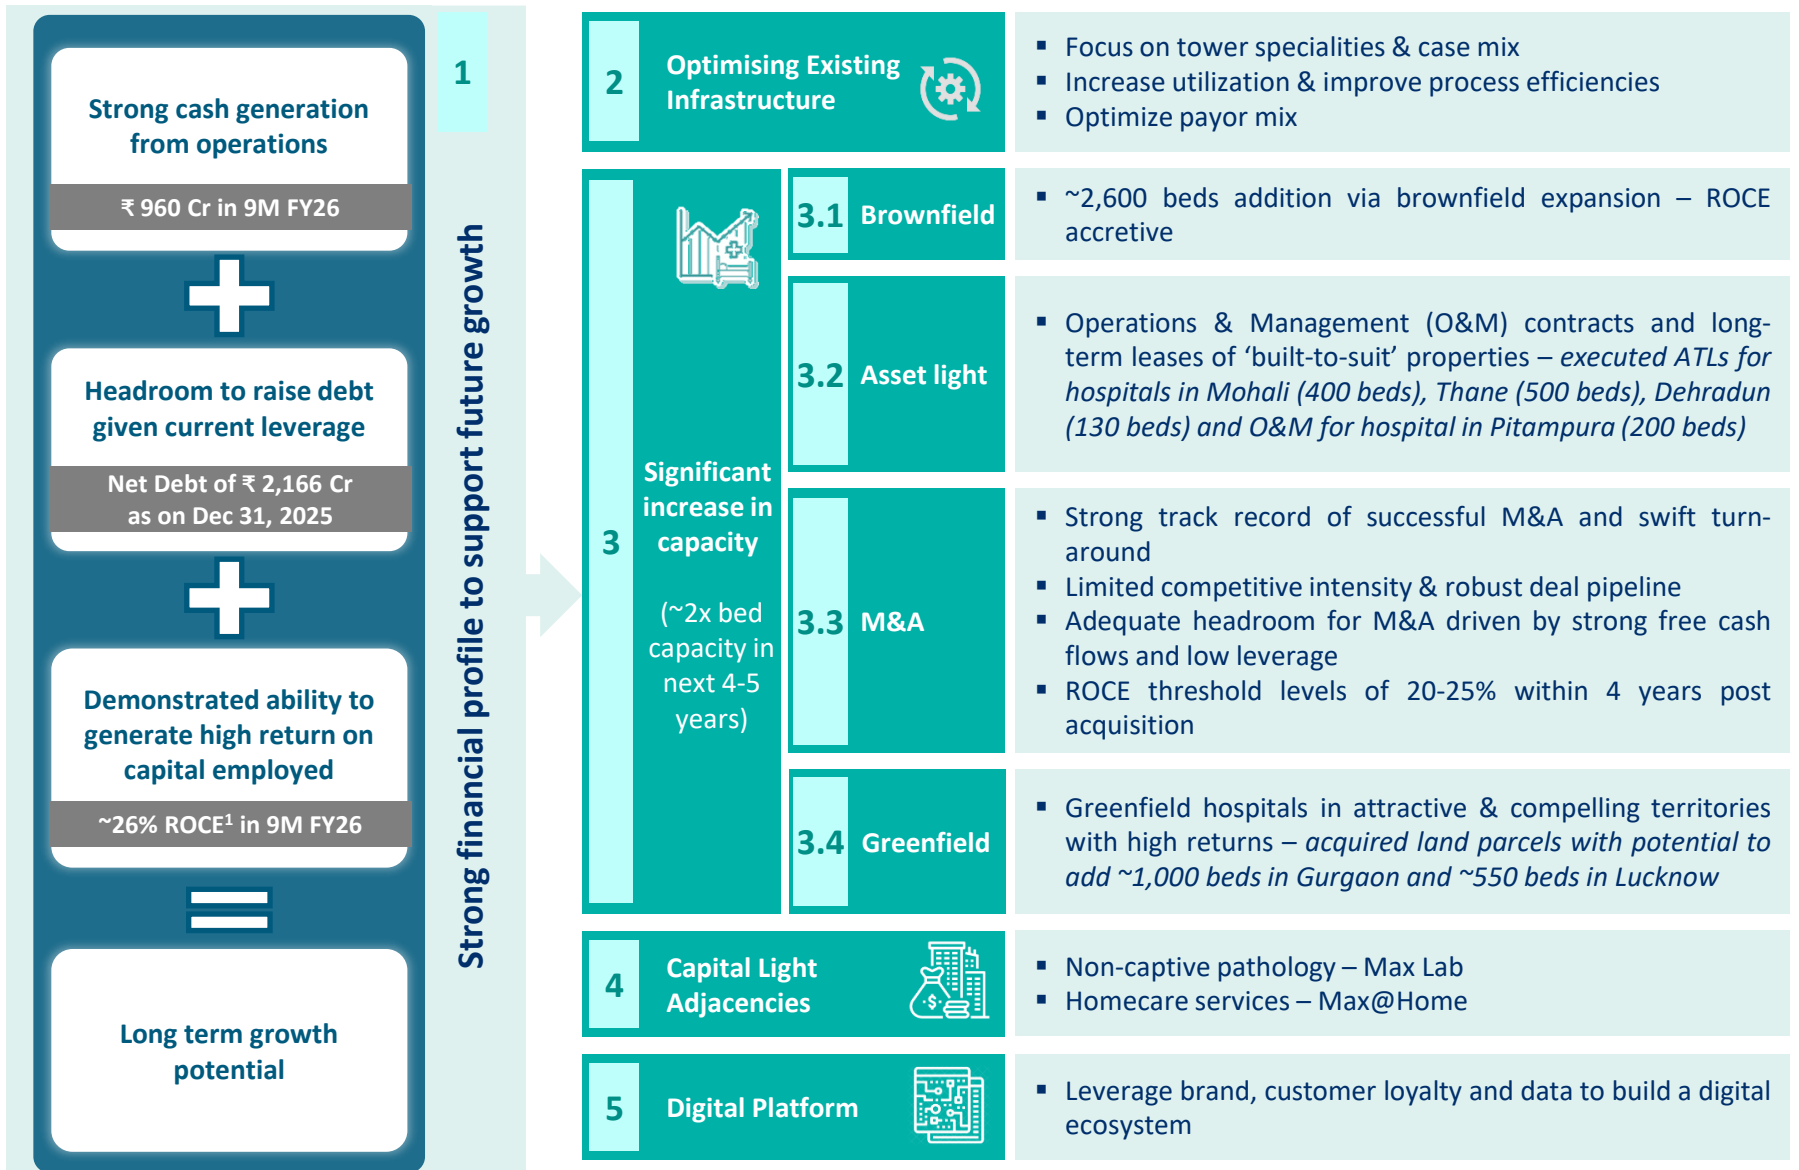 Strong cash generation
from operations
₹ 960 Cr in 9M FY26
Headroom to raise debt
given current leverage
Net Debt of ₹ 2,166 Cr
as on Dec 31, 2025
Demonstrated ability to
generate high return on
capital employed
~26% ROCE¹ in 9M FY26
Long term growth
potential
1
Strong financial profile to support future growth
2
Optimising Existing
Infrastructure
▪ Focus on tower specialities & case mix
▪ Increase utilization & improve process efficiencies
▪ Optimize payor mix
3
Significant
increase in
capacity
(~2x bed
capacity in
next 4-5
years)
3.1 Brownfield
▪ ~2,600 beds addition via brownfield expansion – ROCE
accretive
3.2 Asset light
▪ Operations & Management (O&M) contracts and long-
term leases of ‘built-to-suit’ properties – executed ATLs for
hospitals in Mohali (400 beds), Thane (500 beds), Dehradun
(130 beds) and O&M for hospital in Pitampura (200 beds)
3.3 M&A
▪ Strong track record of successful M&A and swift turn-
around
▪ Limited competitive intensity & robust deal pipeline
▪ Adequate headroom for M&A driven by strong free cash
flows and low leverage
▪ ROCE threshold levels of 20-25% within 4 years post
acquisition
3.4 Greenfield
▪ Greenfield hospitals in attractive & compelling territories
with high returns – acquired land parcels with potential to
add ~1,000 beds in Gurgaon and ~550 beds in Lucknow
4
Capital Light
Adjacencies
$
▪ Non-captive pathology – Max Lab
▪ Homecare services – Max@Home
5
Digital Platform
▪ Leverage brand, customer loyalty and data to build a digital
ecosystem